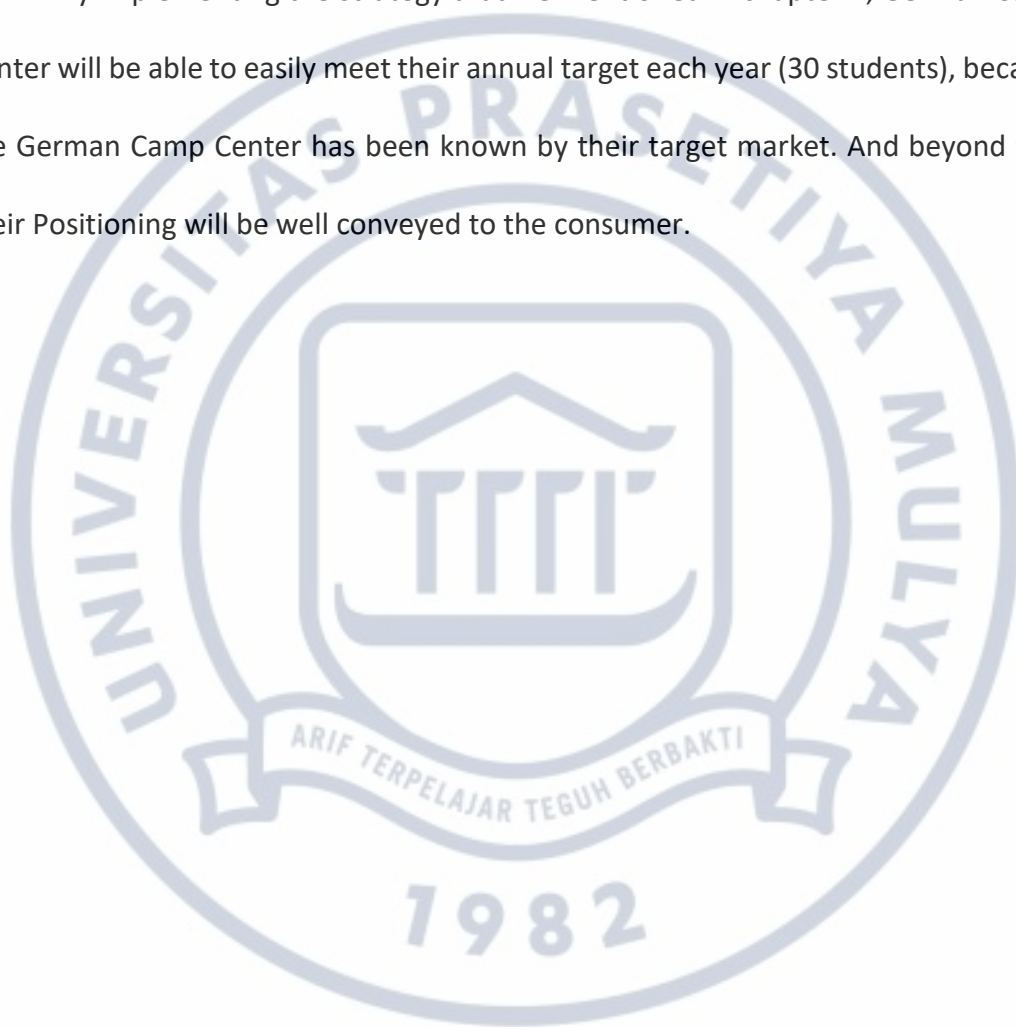 nter will be able to easily meet their annual target each year (30 students), beca
e German Camp Center has been known by their target market. And beyond
eir Positioning will be well conveyed to the consumer.
UNIVERSITAS PRASETIYA MULYA
ARIF TERPELAJAR TEGUH BERBAKTI
1982